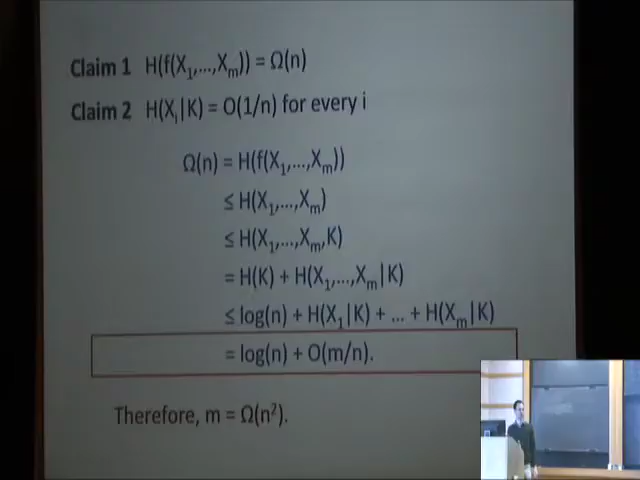 Claim 1 H(f(X₁,...,Xₘ)) = Ω(n)
Claim 2 H(Xᵢ|K) = O(1/n) for every i
Ω(n) = H(f(X₁,...,Xₘ))
≤ H(X₁,...,Xₘ)
≤ H(X₁,...,Xₘ,K)
= H(K) + H(X₁,...,Xₘ|K)
≤ log(n) + H(X₁|K) + ... + H(Xₘ|K)
= log(n) + O(m/n).
Therefore, m = Ω(n²).